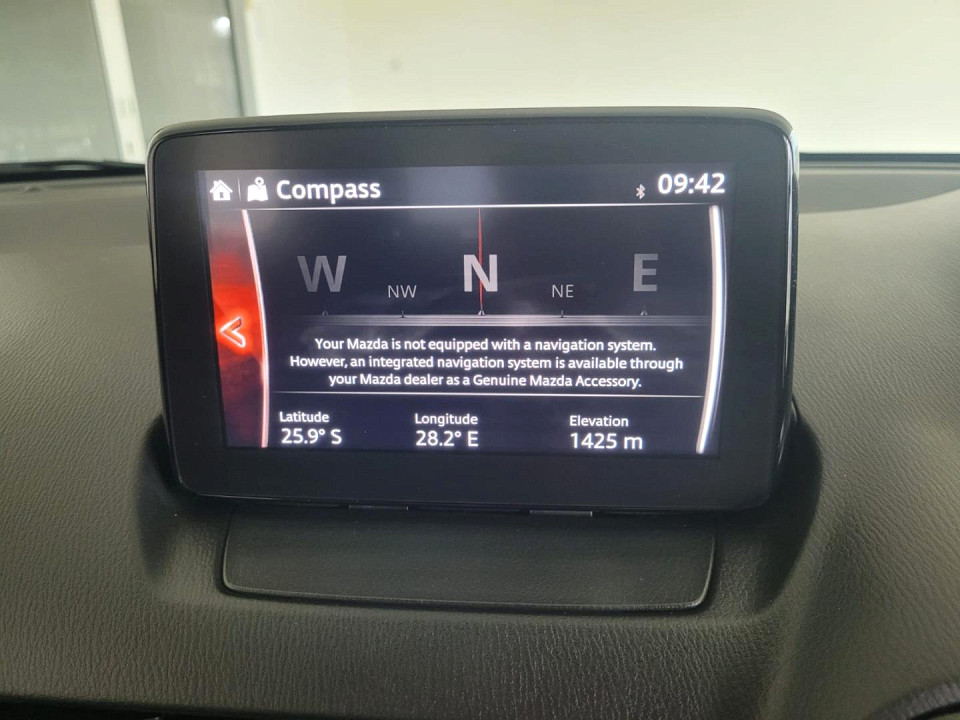 Compass
09:42
W NW N NE E
Your Mazda is not equipped with a navigation system.
However, an integrated navigation system is available through
your Mazda dealer as a Genuine Mazda Accessory.
Latitude Longitude Elevation
25.9° S 28.2° E 1425 m